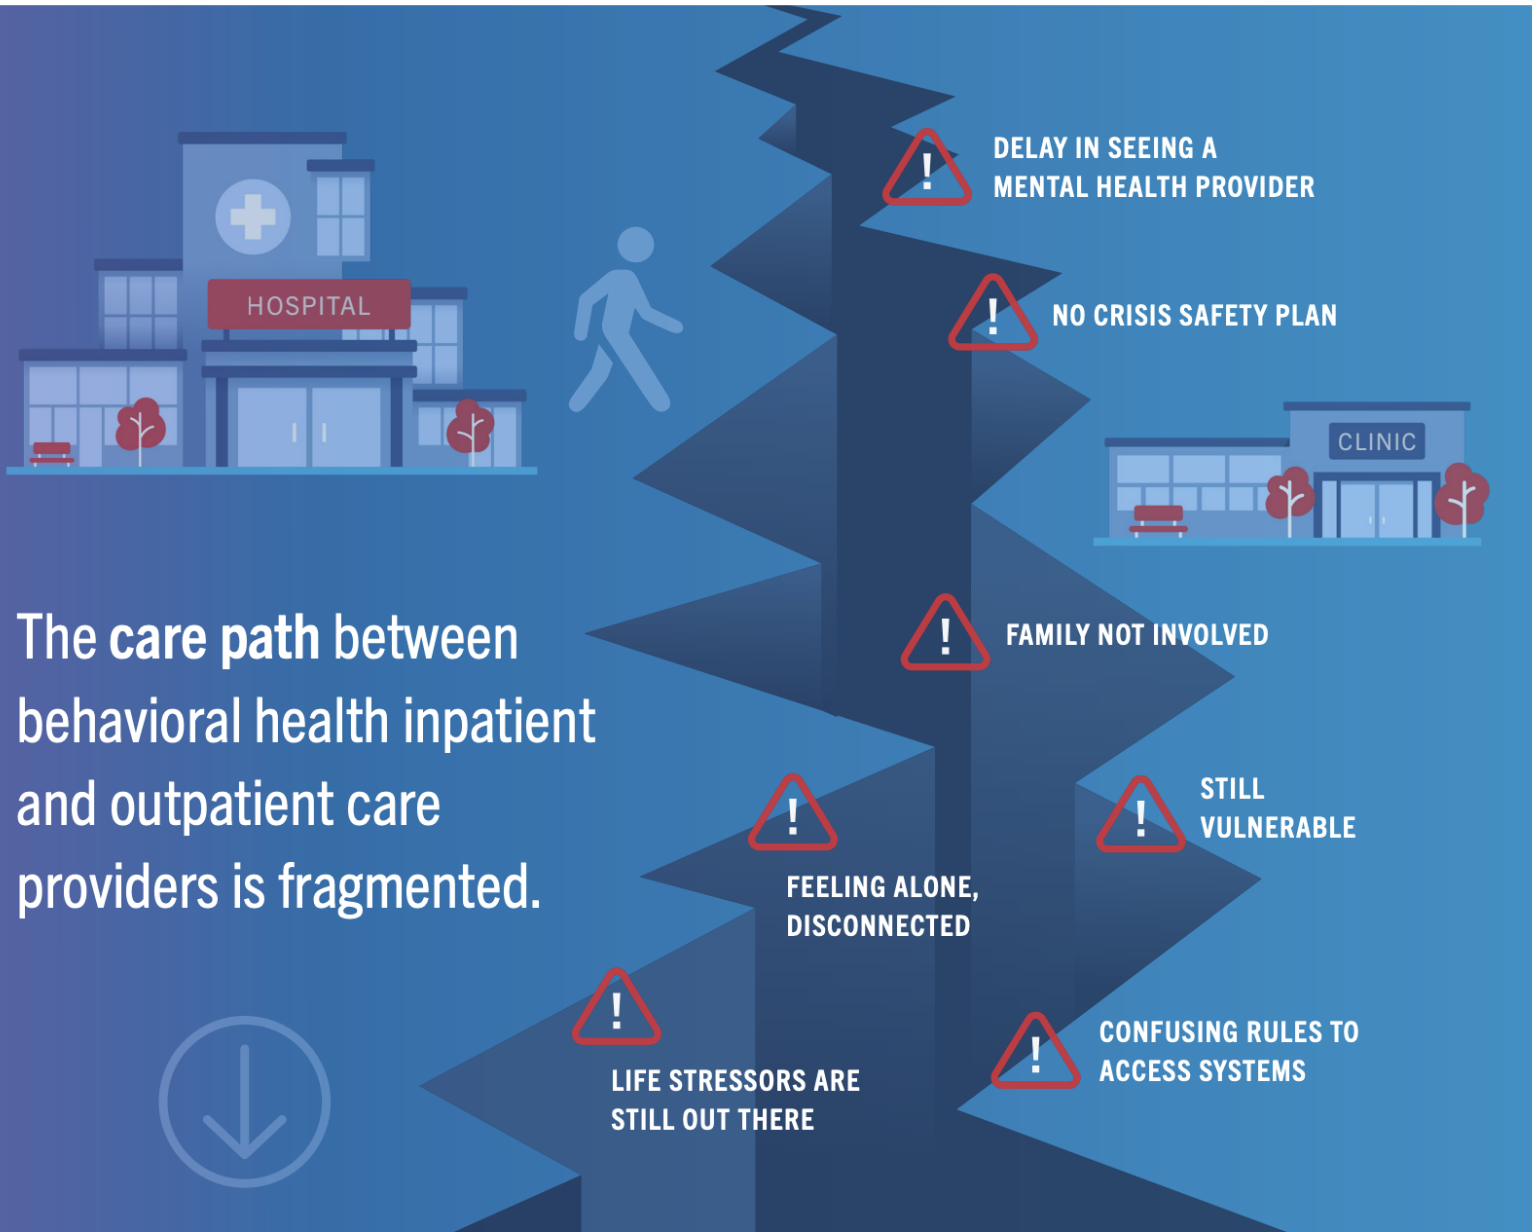 DELAY IN SEEING A
MENTAL HEALTH PROVIDER
HOSPITAL
NO CRISIS SAFETY PLAN
CLINIC
The care path between
behavioral health inpatient
and outpatient care
providers is fragmented.
FAMILY NOT INVOLVED
STILL
VULNERABLE
FEELING ALONE,
DISCONNECTED
LIFE STRESSORS ARE
STILL OUT THERE
CONFUSING RULES TO
ACCESS SYSTEMS